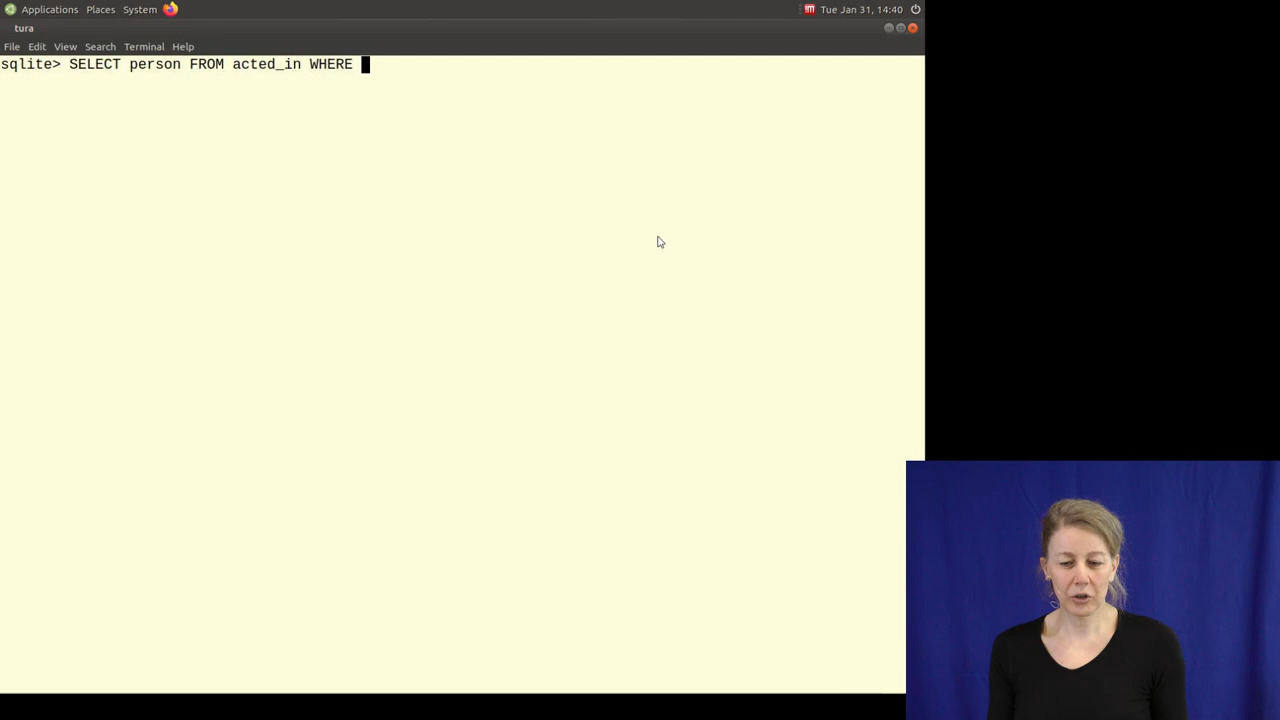 Applications Places System Tue Jan 31, 14:40
tura
File Edit View Search Terminal Help
sqlite> SELECT person FROM acted_in WHERE